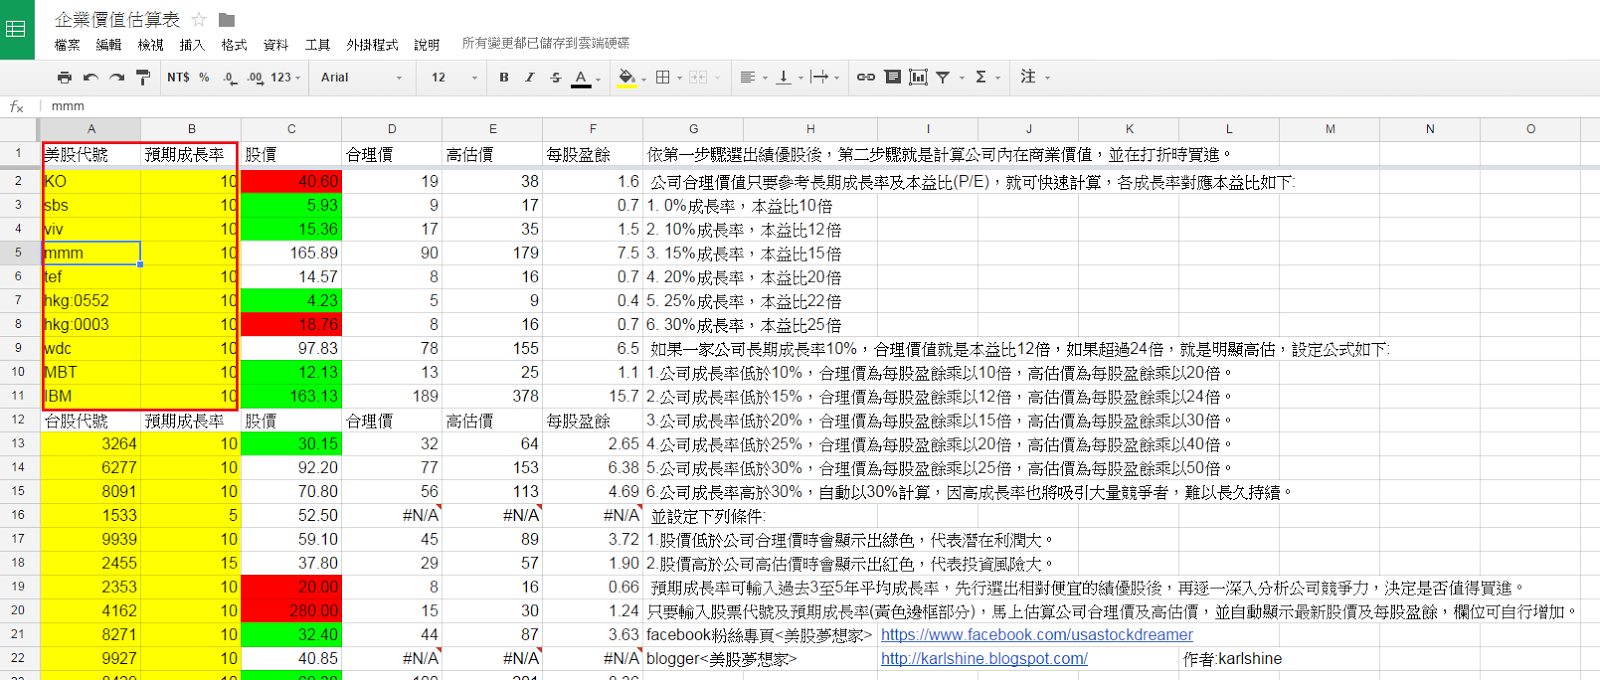 企業價值估算表
檔案 編輯 檢視 插入 格式 資料 工具 外掛程式 說明 所有變更都已儲存到雲端硬碟
NT$ % .0 .00 123 Arial 12 B I S A Σ 注
fx mmm
A B C D E F G H I J K L M N O
1 美股代號 預期成長率 股價 合理價 高估價 每股盈餘 依第一步驟選出績優股後，第二步驟就是計算公司內在商業價值，並在打折時買進。
2 KO 10 40.60 19 38 1.6 公司合理價值只要參考長期成長率及本益比(P/E)，就可快速計算，各成長率對應本益比如下:
3 sbs 10 5.93 9 17 0.7 1. 0%成長率，本益比10倍
4 viv 10 15.36 17 35 1.5 2. 10%成長率，本益比12倍
5 mmm 10 165.89 90 179 7.5 3. 15%成長率，本益比15倍
6 tef 10 14.57 8 16 0.7 4. 20%成長率，本益比20倍
7 hkg:0552 10 4.23 5 9 0.4 5. 25%成長率，本益比22倍
8 hkg:0003 10 18.76 8 16 0.7 6. 30%成長率，本益比25倍
9 wdc 10 97.83 78 155 6.5 如果一家公司長期成長率10%，合理價值就是本益比12倍，如果超過24倍，就是明顯高估，設定公式如下:
10 MBT 10 12.13 13 25 1.1 1.公司成長率低於10%，合理價為每股盈餘乘以10倍，高估價為每股盈餘乘以20倍。
11 IBM 10 163.13 189 378 15.7 2.公司成長率低於15%，合理價為每股盈餘乘以12倍，高估價為每股盈餘乘以24倍。
12 台股代號 預期成長率 股價 合理價 高估價 每股盈餘 3.公司成長率低於20%，合理價為每股盈餘乘以15倍，高估價為每股盈餘乘以30倍。
13 3264 10 30.15 32 64 2.65 4.公司成長率低於25%，合理價為每股盈餘乘以20倍，高估價為每股盈餘乘以40倍。
14 6277 10 92.20 77 153 6.38 5.公司成長率低於30%，合理價為每股盈餘乘以25倍，高估價為每股盈餘乘以50倍。
15 8091 10 70.80 56 113 4.69 6.公司成長率高於30%，自動以30%計算，因高成長率也將吸引大量競爭者，難以長久持續。
16 1533 5 52.50 #N/A #N/A #N/A 並設定下列條件:
17 9939 10 59.10 45 89 3.72 1.股價低於公司合理價時會顯示出綠色，代表潛在利潤大。
18 2455 15 37.80 29 57 1.90 2.股價高於公司高估價時會顯示出紅色，代表投資風險大。
19 2353 10 20.00 8 16 0.66 預期成長率可輸入過去3至5年平均成長率，先行選出相對便宜的績優股後，再逐一深入分析公司競爭力，決定是否值得買進。
20 4162 10 280.00 15 30 1.24 只要輸入股票代號及預期成長率(黃色邊框部分)，馬上估算公司合理價及高估價，並自動顯示最新股價及每股盈餘，欄位可自行增加。
21 8271 10 32.40 44 87 3.63 facebook粉絲專頁<美股夢想家> https://www.facebook.com/usastockdreamer
22 9927 10 40.85 #N/A #N/A #N/A blogger<美股夢想家> http://karlshine.blogspot.com/ 作者:karlshine